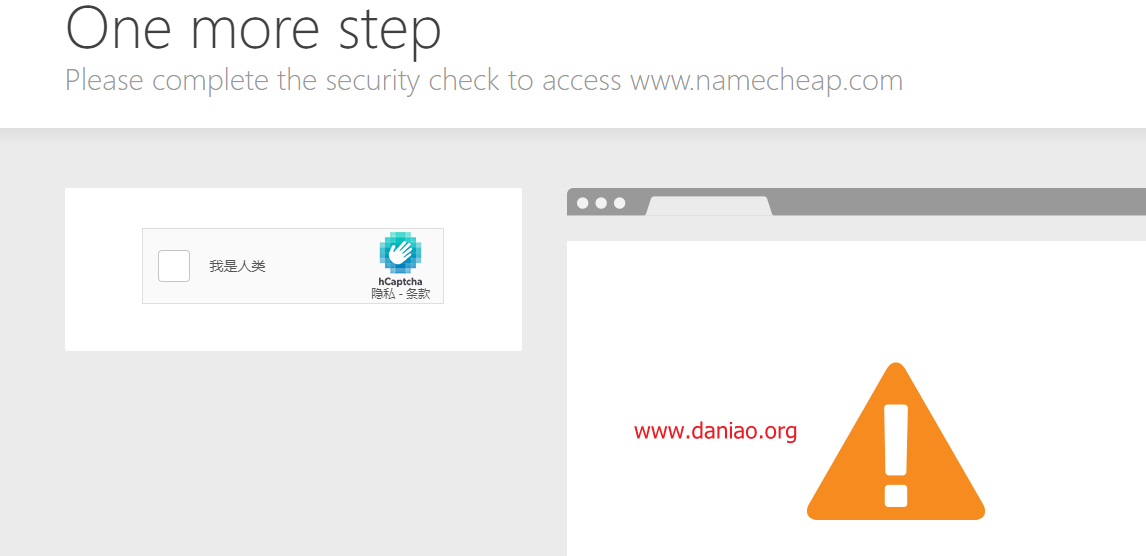 One more step
Please complete the security check to access www.namecheap.com
我是人类
hCaptcha
隐私 - 条款
www.daniao.org